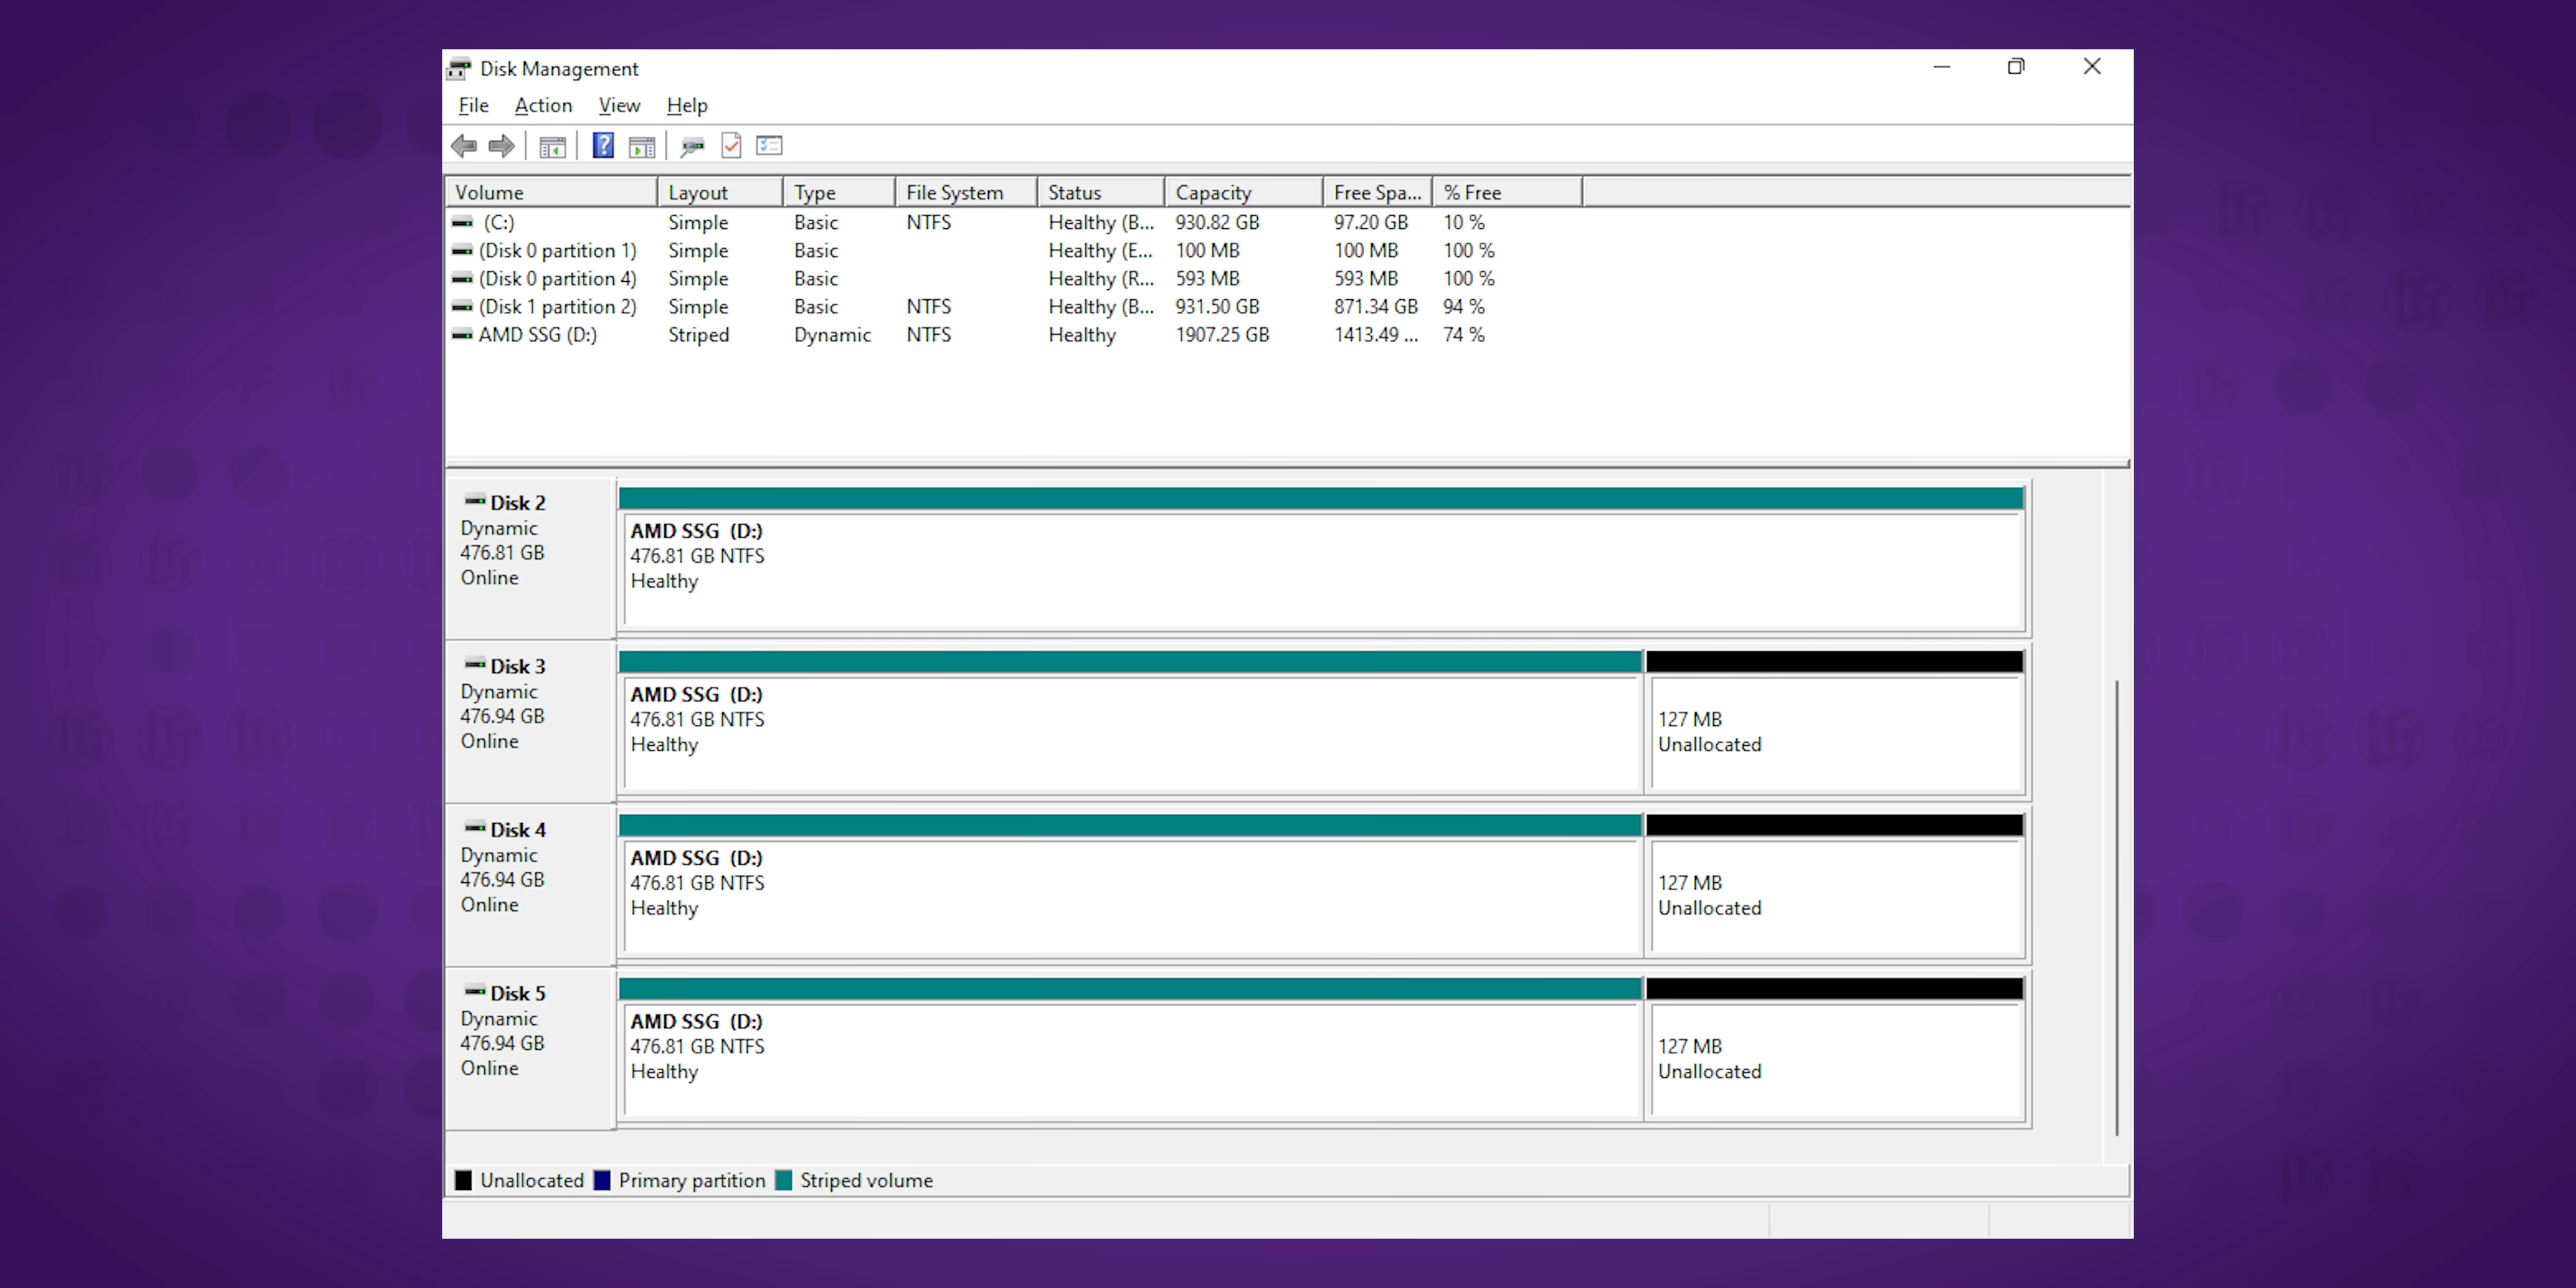 Disk Management
File Action View Help
Volume Layout Type File System Status Capacity Free Spa... % Free
(C:) Simple Basic NTFS Healthy (B... 930.82 GB 97.20 GB 10 %
(Disk 0 partition 1) Simple Basic Healthy (E... 100 MB 100 MB 100 %
(Disk 0 partition 4) Simple Basic Healthy (R... 593 MB 593 MB 100 %
(Disk 1 partition 2) Simple Basic NTFS Healthy (B... 931.50 GB 871.34 GB 94 %
AMD SSG (D:) Striped Dynamic NTFS Healthy 1907.25 GB 1413.49 ... 74 %
Disk 2
Dynamic
476.81 GB
Online
AMD SSG (D:)
476.81 GB NTFS
Healthy
Disk 3
Dynamic
476.94 GB
Online
AMD SSG (D:)
476.81 GB NTFS
Healthy
127 MB
Unallocated
Disk 4
Dynamic
476.94 GB
Online
AMD SSG (D:)
476.81 GB NTFS
Healthy
127 MB
Unallocated
Disk 5
Dynamic
476.94 GB
Online
AMD SSG (D:)
476.81 GB NTFS
Healthy
127 MB
Unallocated
Unallocated Primary partition Striped volume